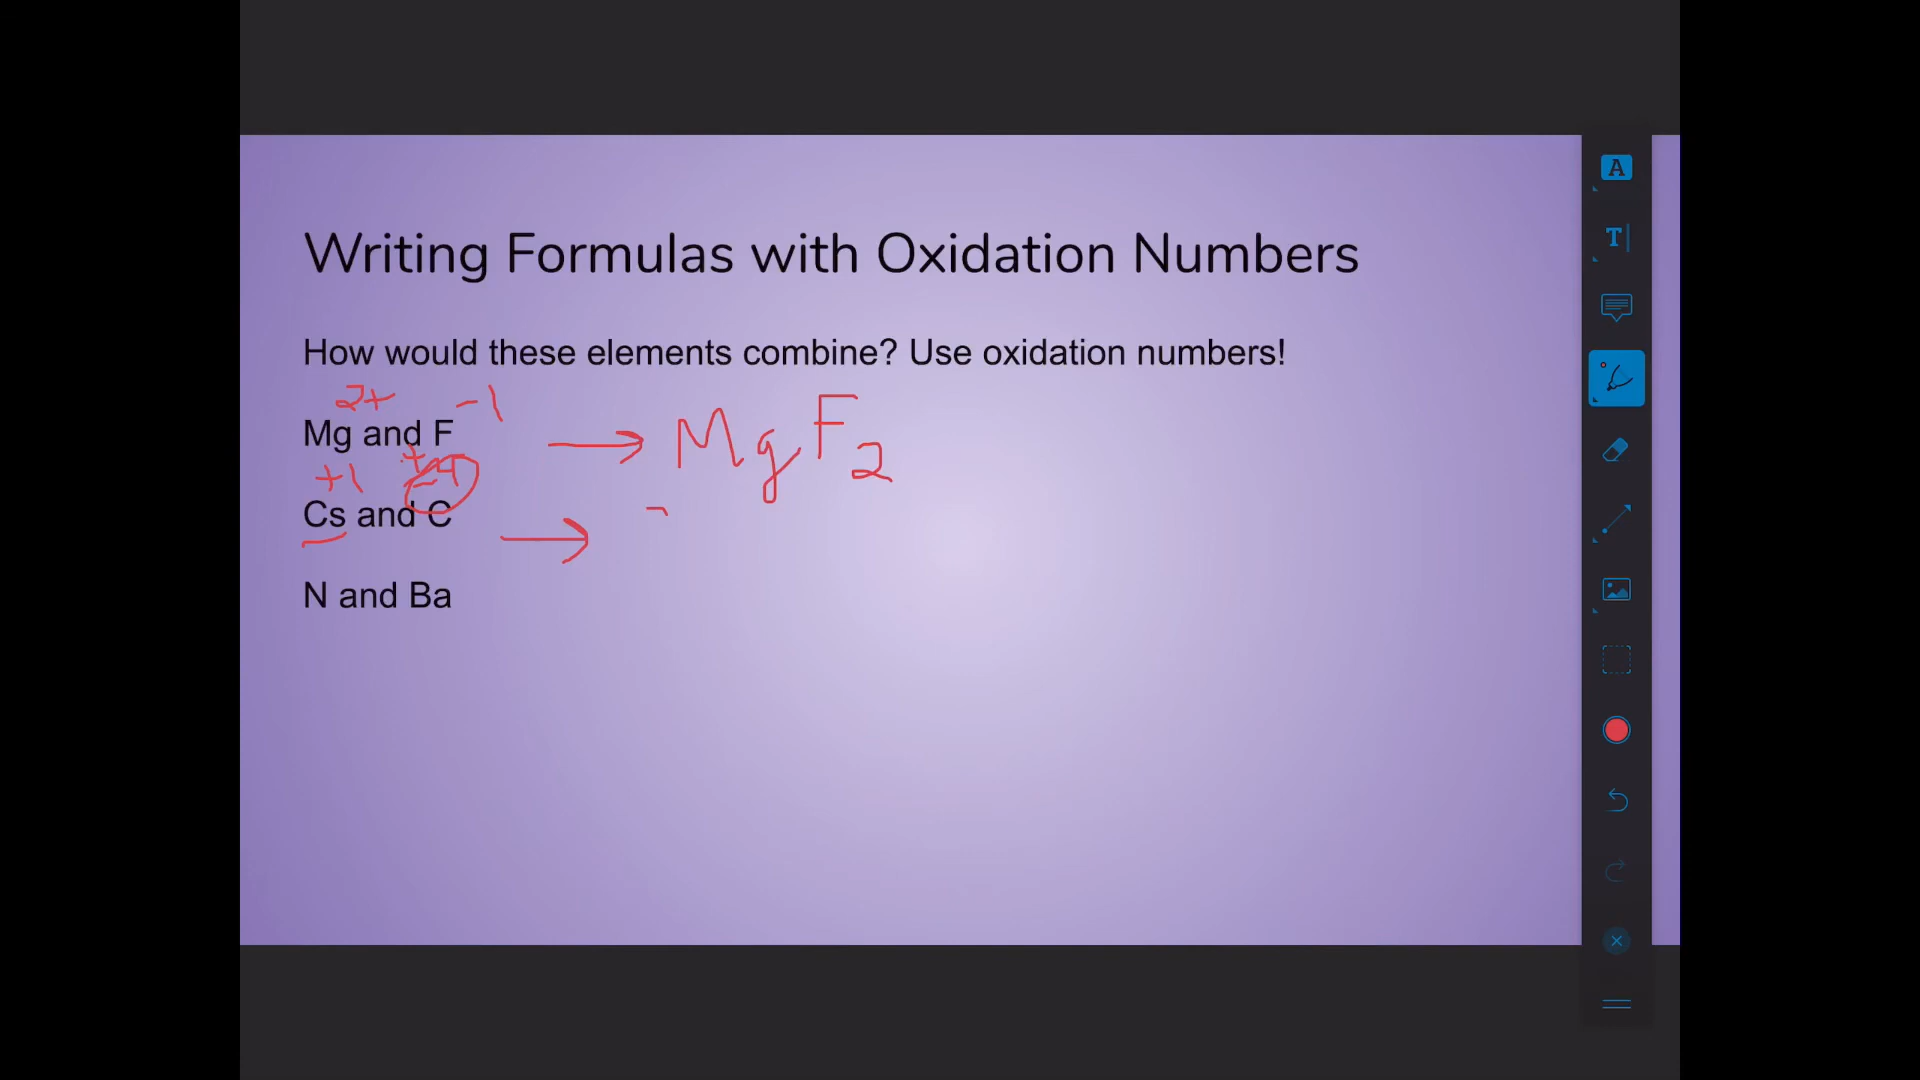 Writing Formulas with Oxidation Numbers
How would these elements combine? Use oxidation numbers!
2+ -1
Mg and F → MgF2
+1 ±4
Cs and C →
N and Ba
A
T